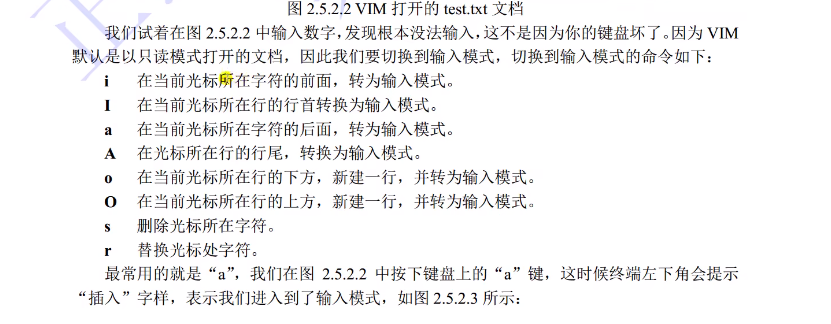 图 2.5.2.2 VIM 打开的 test.txt 文档
我们试着在图 2.5.2.2 中输入数字，发现根本没法输入，这不是因为你的键盘坏了。因为 VIM
默认是以只读模式打开的文档，因此我们要切换到输入模式，切换到输入模式的命令如下：
i 在当前光标所在字符的前面，转为输入模式。
I 在当前光标所在行的行首转换为输入模式。
a 在当前光标所在字符的后面，转为输入模式。
A 在光标所在行的行尾，转换为输入模式。
o 在当前光标所在行的下方，新建一行，并转为输入模式。
O 在当前光标所在行的上方，新建一行，并转为输入模式。
s 删除光标所在字符。
r 替换光标处字符。
最常用的就是“a”，我们在图 2.5.2.2 中按下键盘上的“a”键，这时候终端左下角会提示
“插入”字样，表示我们进入到了输入模式，如图 2.5.2.3 所示：